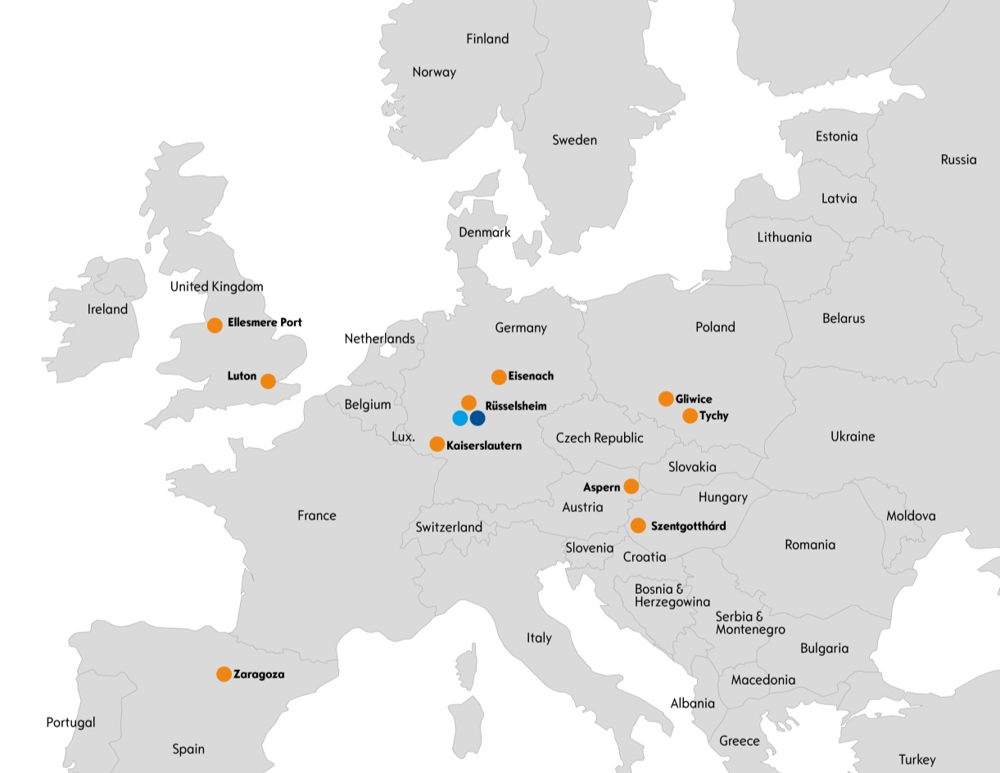 Finland
Norway
Sweden
Estonia
Russia
Latvia
Denmark
Lithuania
United Kingdom
Ireland
Ellesmere Port
Netherlands
Germany
Poland
Belarus
Luton
Eisenach
Belgium
Rüsselsheim
Gliwice
Tychy
Lux.
Kaiserslautern
Czech Republic
Ukraine
Slovakia
Aspern
Austria
Hungary
France
Switzerland
Szentgotthárd
Moldova
Slovenia
Croatia
Romania
Bosnia &
Herzegowina
Serbia &
Montenegro
Italy
Bulgaria
Zaragoza
Macedonia
Albania
Portugal
Spain
Greece
Turkey